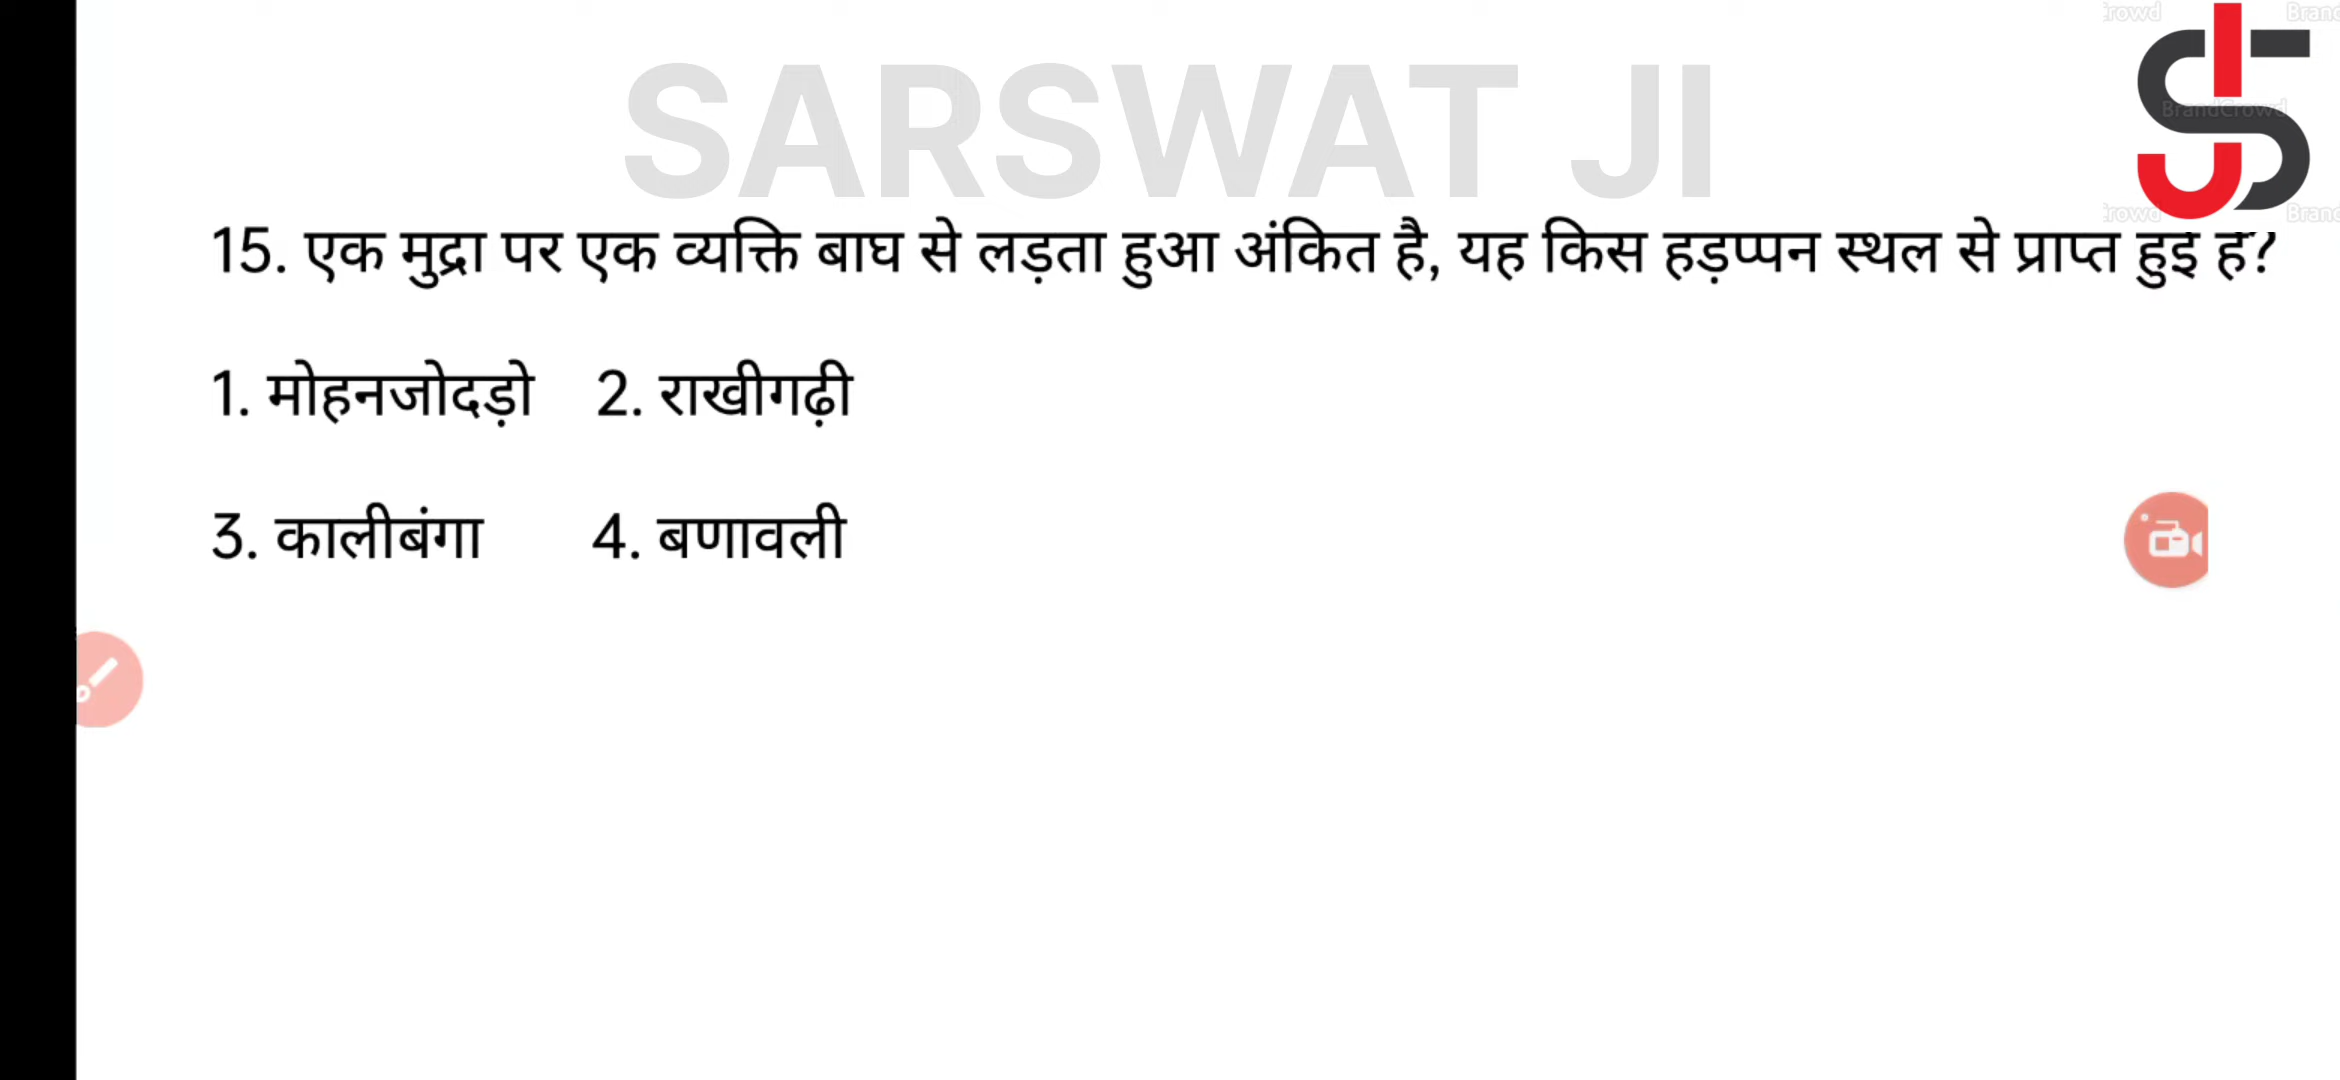 SARSWAT JI
15. एक मुद्रा पर एक व्यक्ति बाघ से लड़ता हुआ अंकित है, यह किस हड़प्पन स्थल से प्राप्त हुई है?
1. मोहनजोदड़ो 2. राखीगढ़ी
3. कालीबंगा 4. बणावली
BrandCrowd